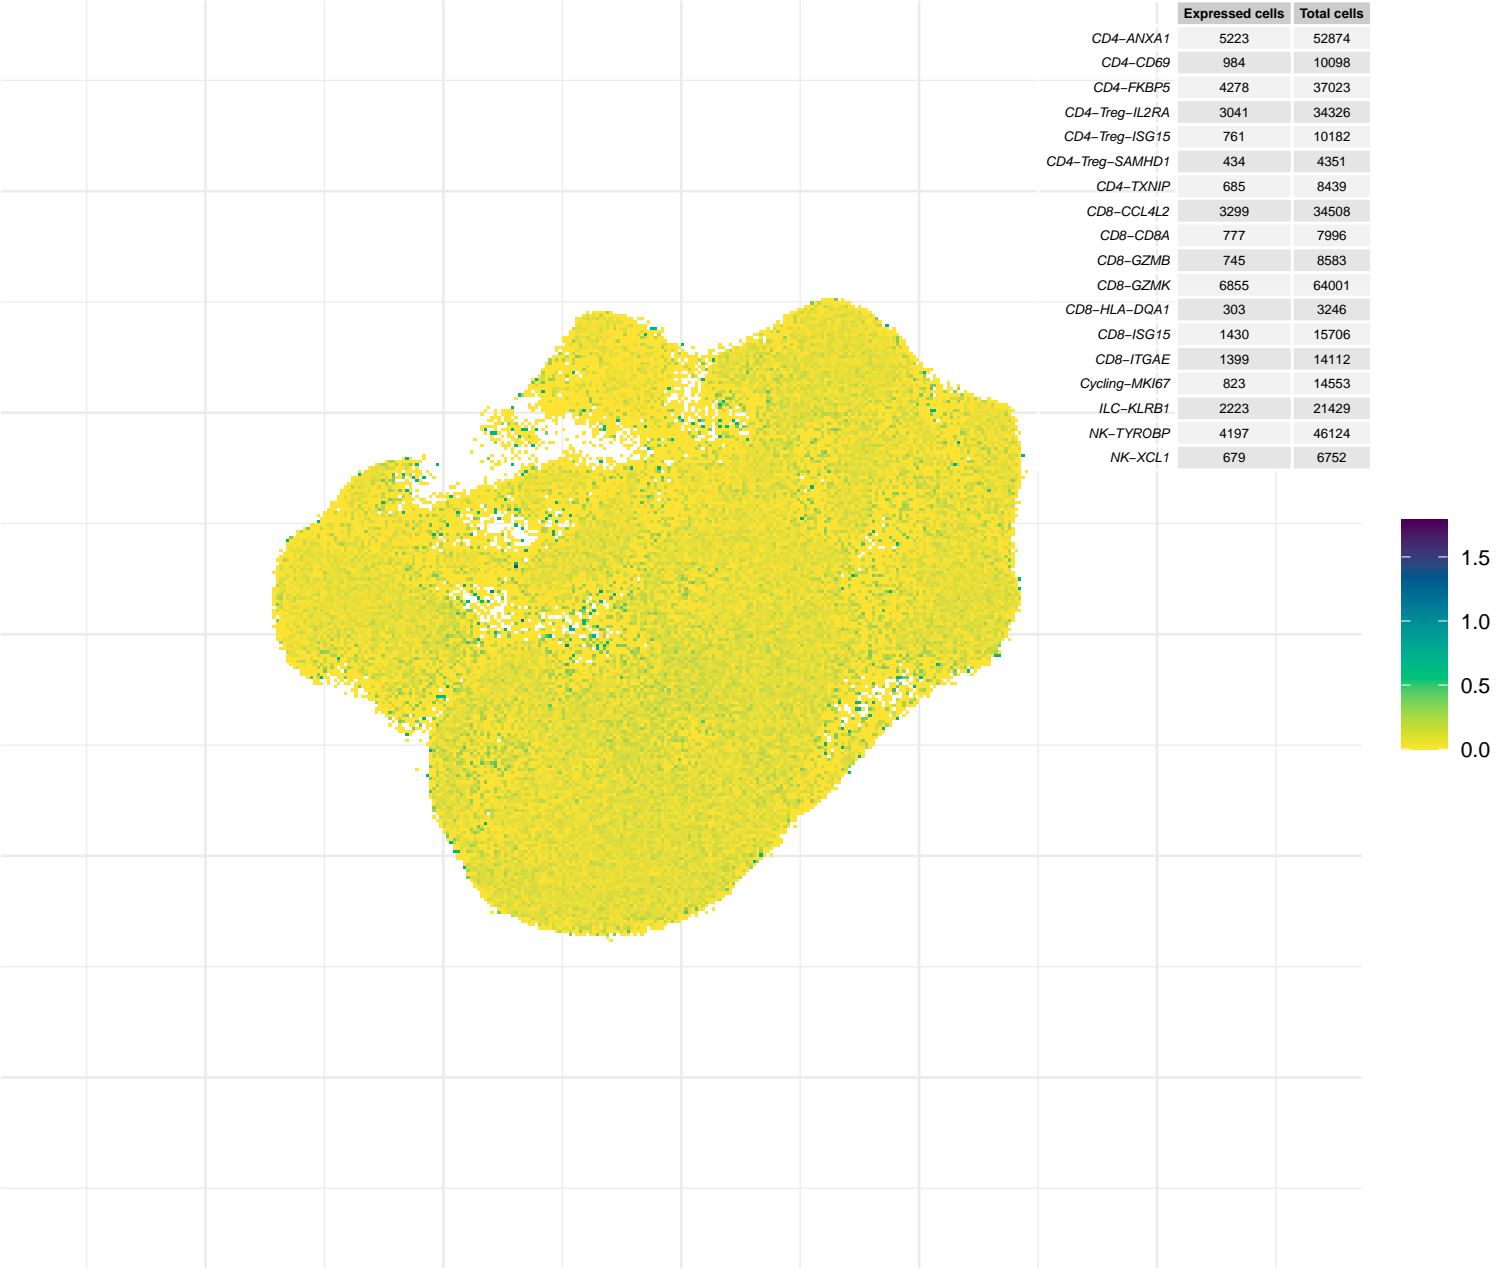 Expressed cells Total cells
CD4−ANXA1 5223 52874
CD4−CD69 984 10098
CD4−FKBP5 4278 37023
CD4−Treg−IL2RA 3041 34326
CD4−Treg−ISG15 761 10182
CD4−Treg−SAMHD1 434 4351
CD4−TXNIP 685 8439
CD8−CCL4L2 3299 34508
CD8−CD8A 777 7996
CD8−GZMB 745 8583
CD8−GZMK 6855 64001
CD8−HLA−DQA1 303 3246
CD8−ISG15 1430 15706
CD8−ITGAE 1399 14112
Cycling−MKI67 823 14553
ILC−KLRB1 2223 21429
NK−TYROBP 4197 46124
NK−XCL1 679 6752
1.5
1.0
0.5
0.0